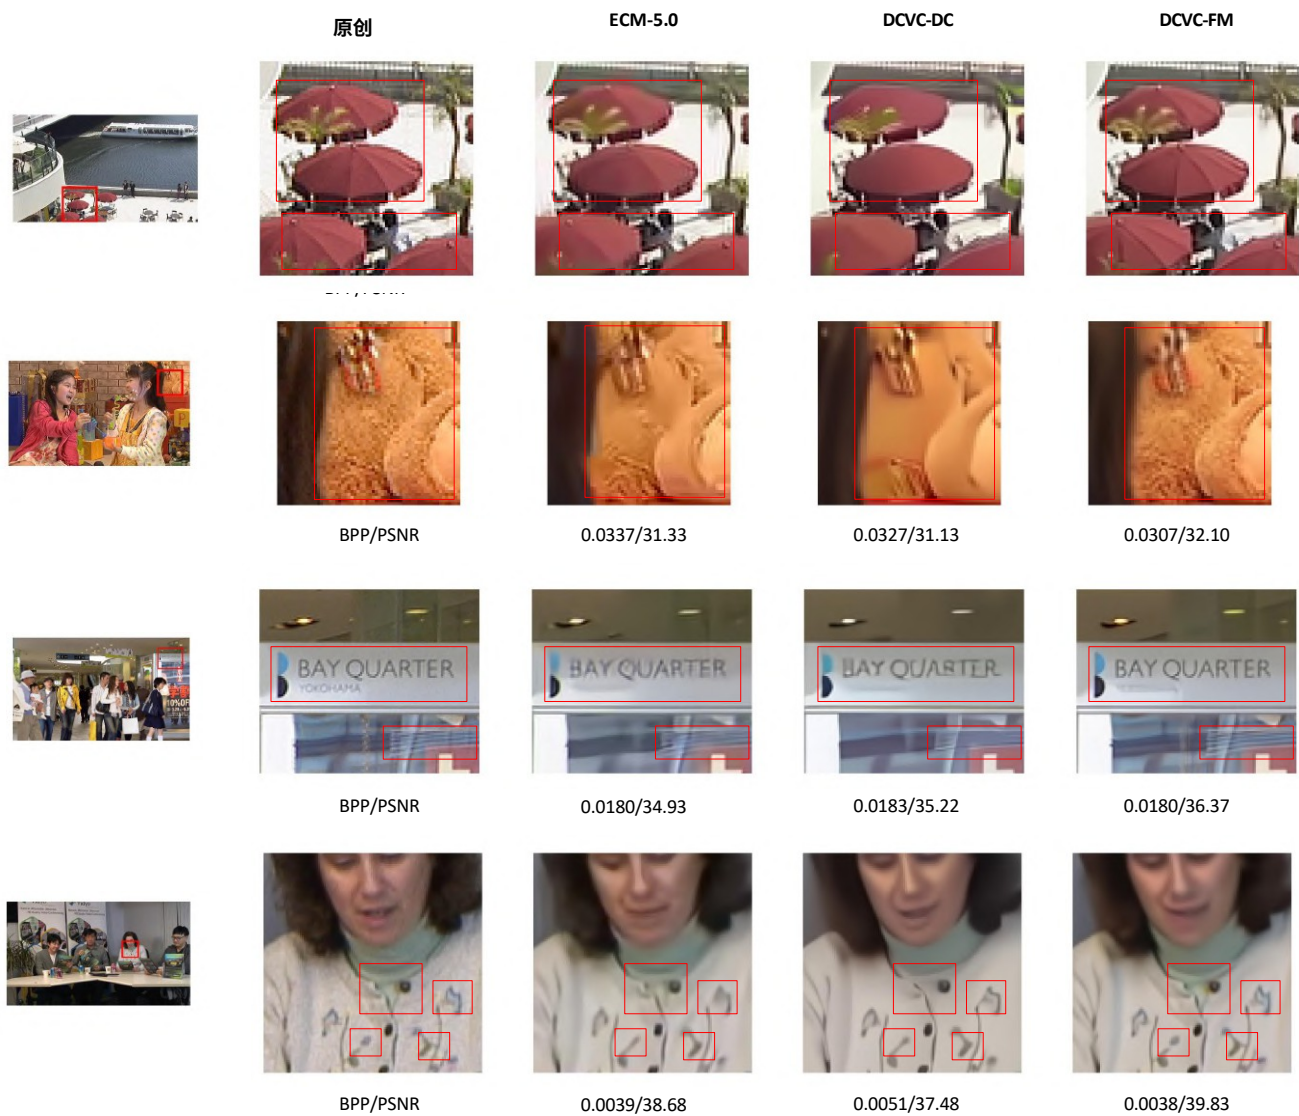 原创 ECM-5.0 DCVC-DC DCVC-FM
BPP/PSNR 0.0337/31.33 0.0327/31.13 0.0307/32.10
BAY QUARTER BAY QUARTER BAY QUARTER BAY QUARTER
YOKOHAMA
BPP/PSNR 0.0180/34.93 0.0183/35.22 0.0180/36.37
BPP/PSNR 0.0039/38.68 0.0051/37.48 0.0038/39.83